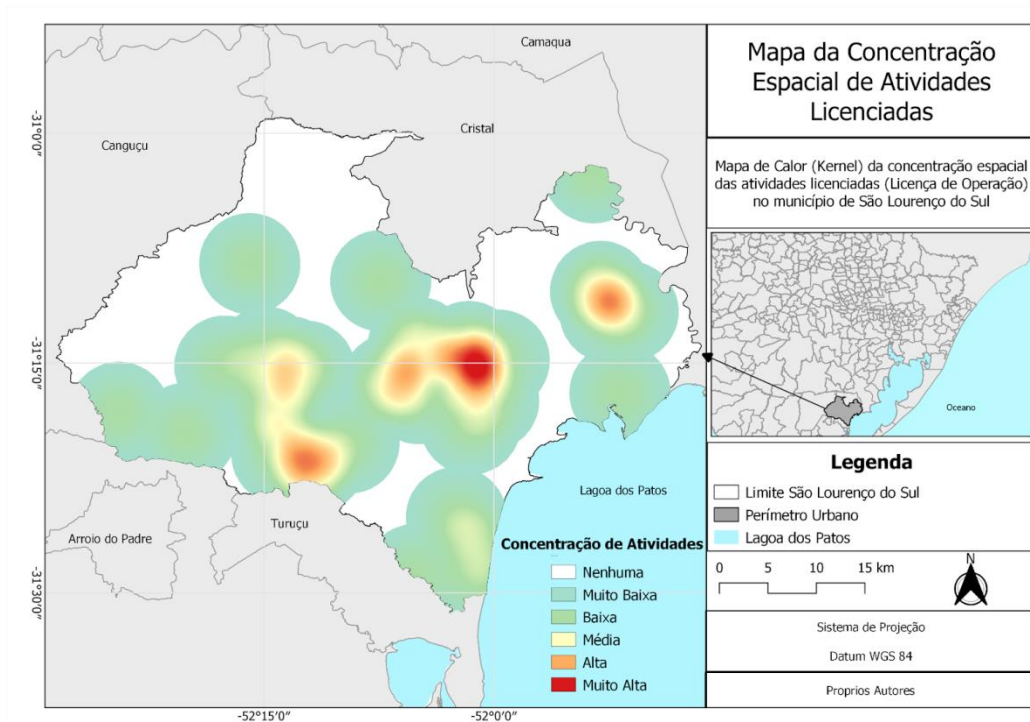 Mapa da Concentração
Espacial de Atividades
Licenciadas
Mapa de Calor (Kernel) da concentração espacial
das atividades licenciadas (Licença de Operação)
no município de São Lourenço do Sul
Camaqua
Cristal
Canguçu
Arroio do Padre
Turuçu
Lagoa dos Patos
-31°0'0"
-31°15'0"
-31°30'0"
-52°15'0"
-52°0'0"
Concentração de Atividades
Nenhuma
Muito Baixa
Baixa
Média
Alta
Muito Alta
Oceano
Legenda
Limite São Lourenço do Sul
Perímetro Urbano
Lagoa dos Patos
0 5 10 15 km
N
Sistema de Projeção
Datum WGS 84
Proprios Autores